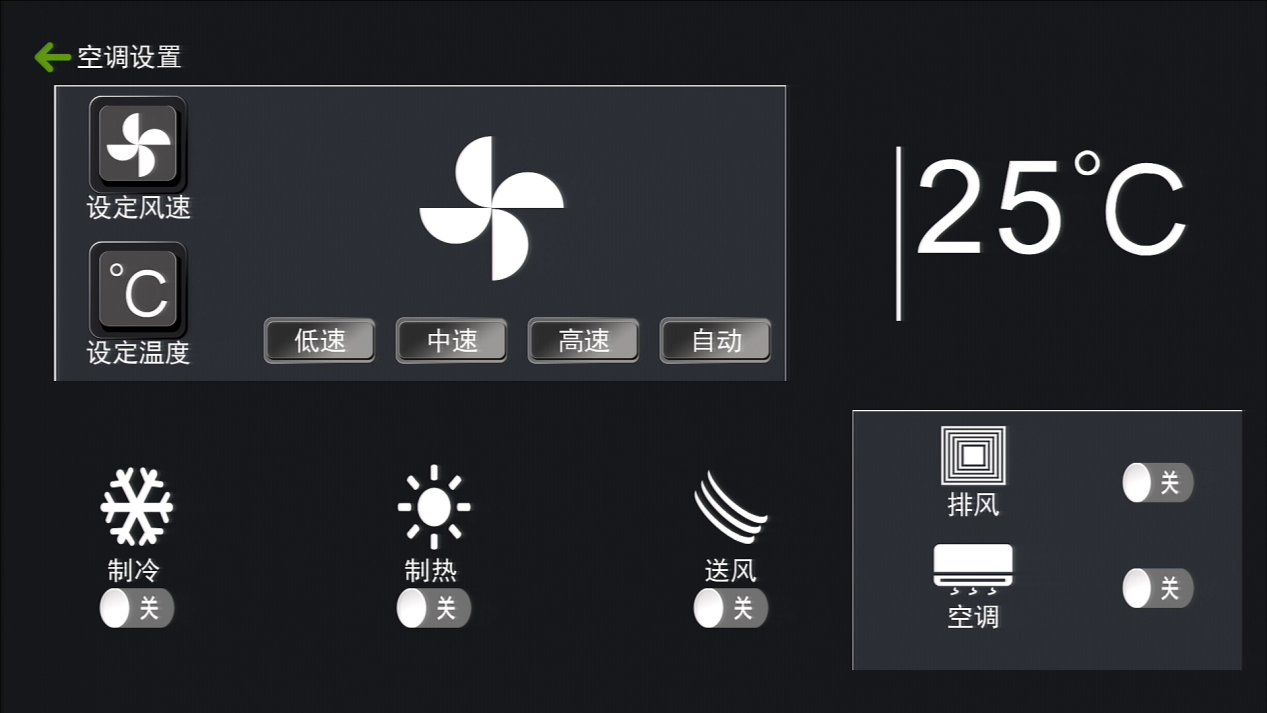 空调设置
设定风速
°C
设定温度
低速 中速 高速 自动
25°C
制冷
关
制热
关
送风
关
排风
关
空调
关